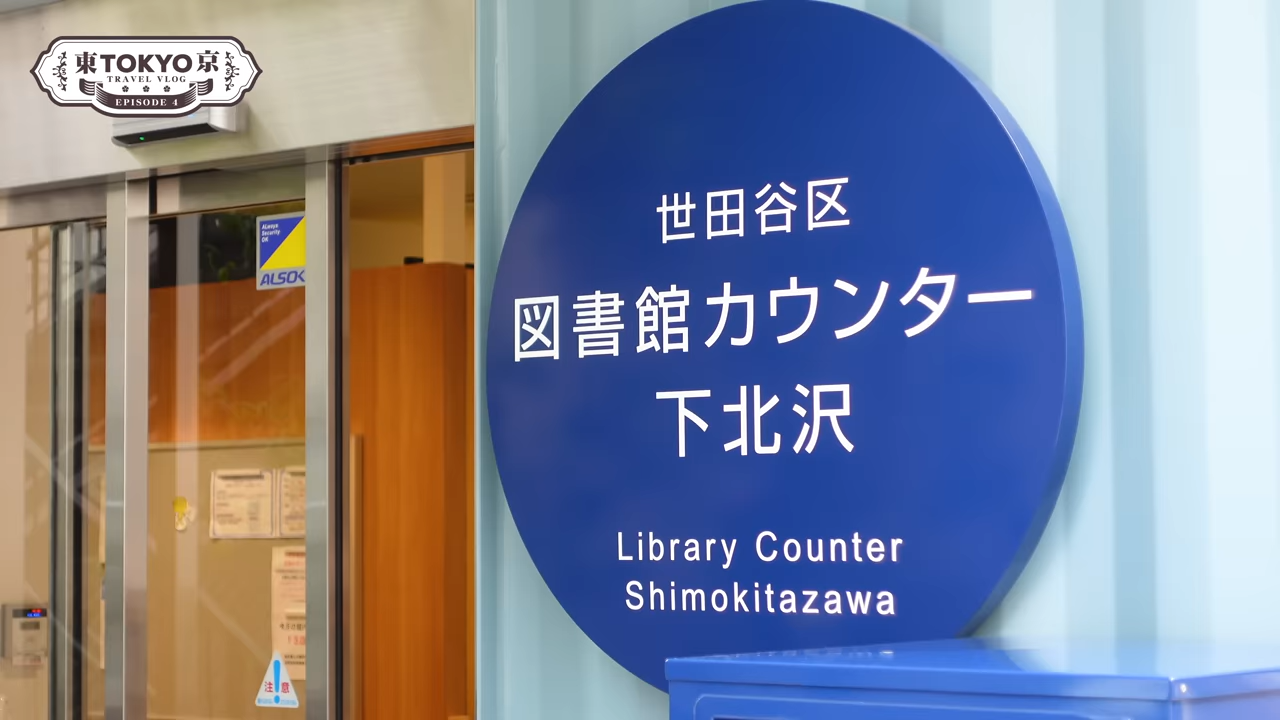 東TOKYO京
TRAVEL VLOG
EPISODE 4
ALways
Security
OK
ALSOK
世田谷区
図書館カウンター
下北沢
Library Counter
Shimokitazawa
注意